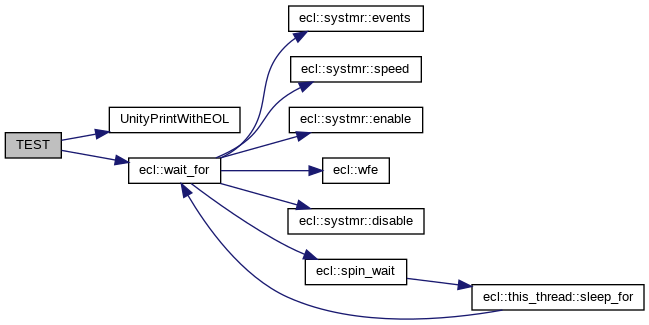 TEST
UnityPrintWithEOL
ecl::wait_for
ecl::systmr::events
ecl::systmr::speed
ecl::systmr::enable
ecl::wfe
ecl::systmr::disable
ecl::spin_wait
ecl::this_thread::sleep_for